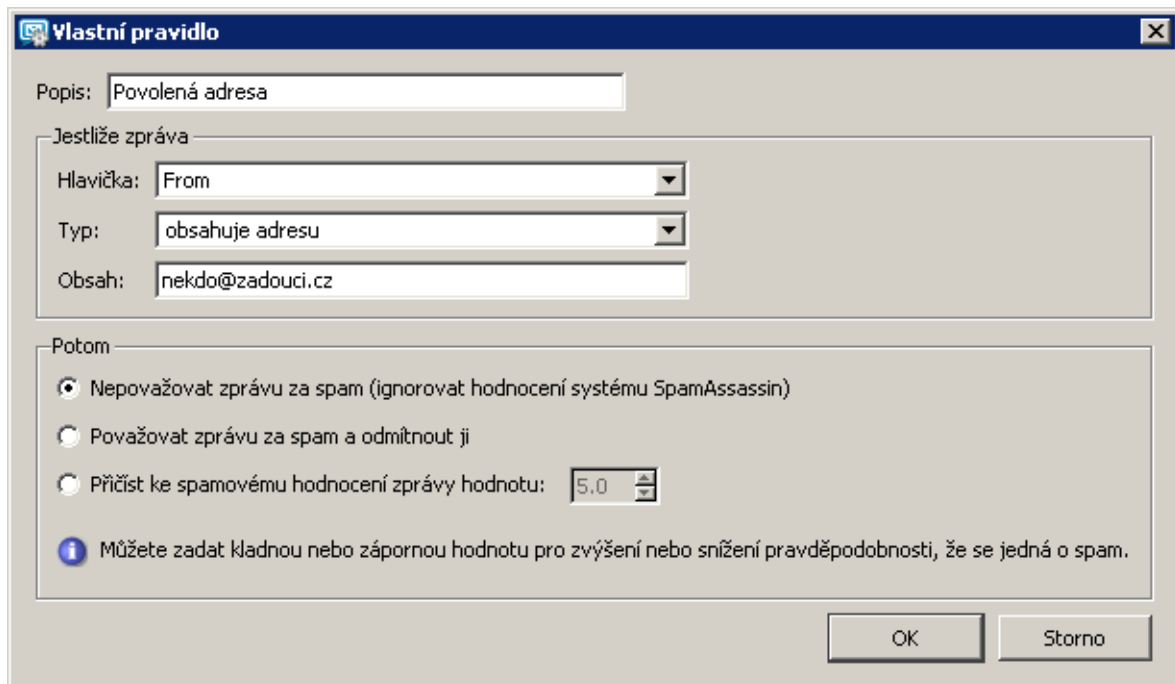 Vlastní pravidlo
Popis: Povolená adresa
Jestliže zpráva
Hlavička: From
Typ: obsahuje adresu
Obsah: nekdo@zadouci.cz
Potom
Nepovažovat zprávu za spam (ignorovat hodnocení systému SpamAssassin)
Považovat zprávu za spam a odmítnout ji
Přičíst ke spamovému hodnocení zprávy hodnotu: 5.0
Můžete zadat kladnou nebo zápornou hodnotu pro zvýšení nebo snížení pravděpodobnosti, že se jedná o spam.
OK Storno